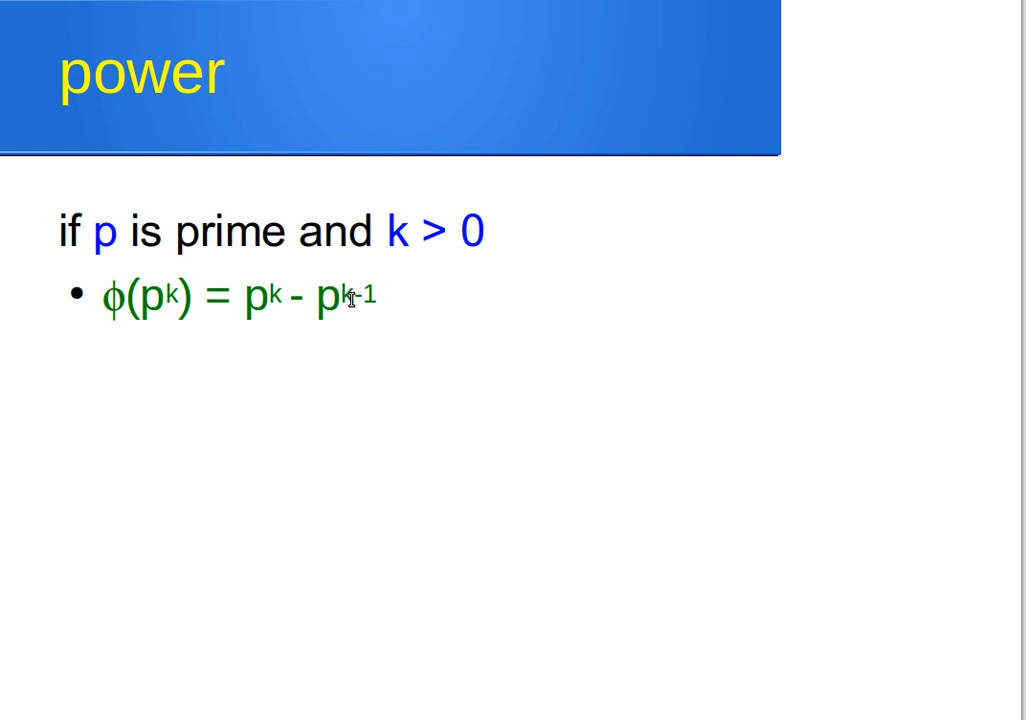 power
if p is prime and k > 0
• ϕ(pᵏ) = pᵏ - pᵏ⁻¹